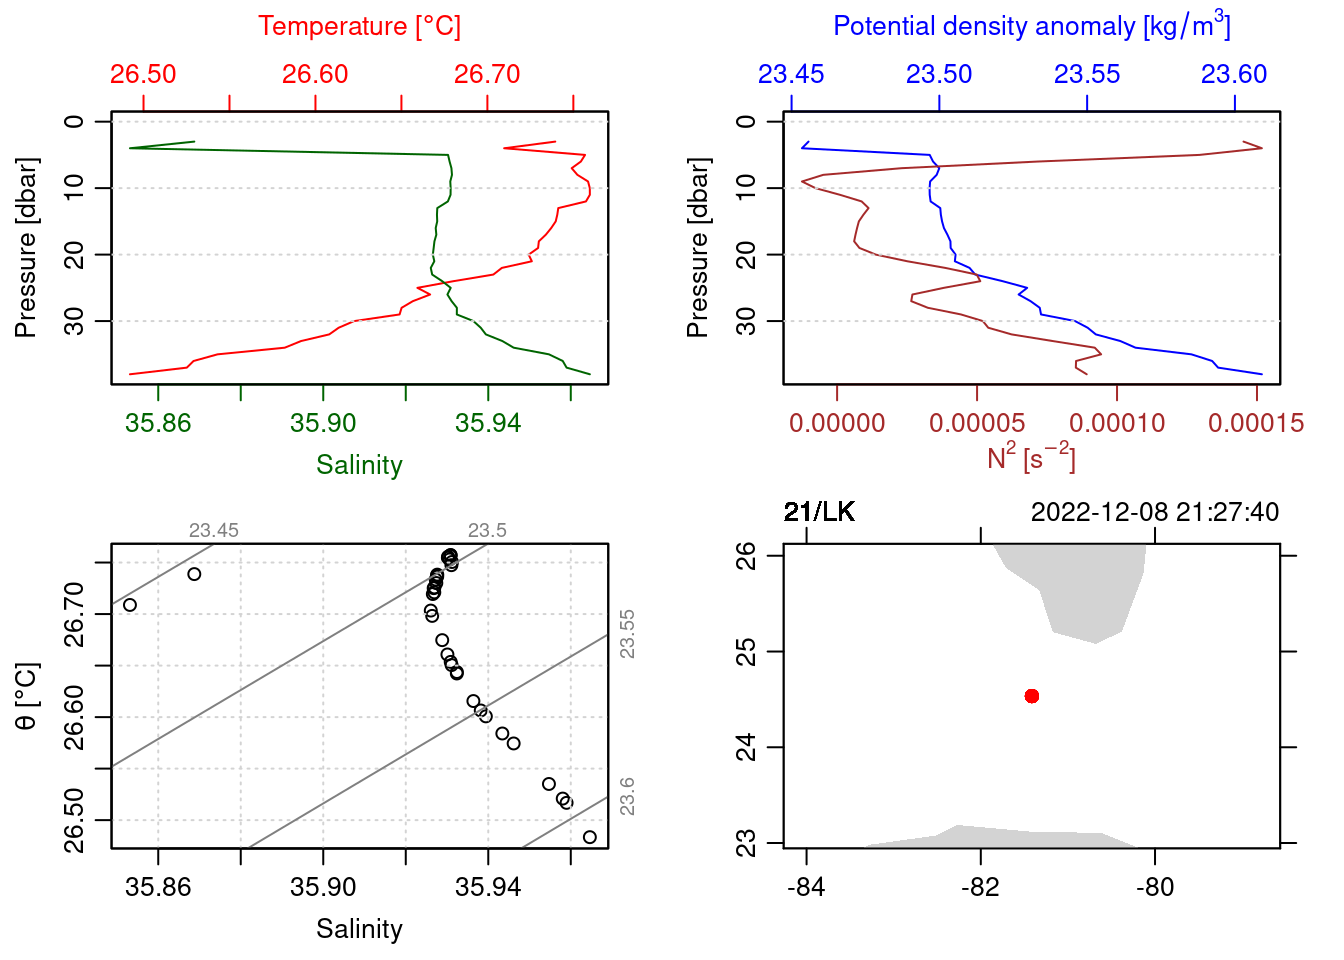 Temperature [°C]
26.50 26.60 26.70
Pressure [dbar]
0
10
20
30
35.86 35.90 35.94
Salinity
Potential density anomaly [kg/m³]
23.45 23.50 23.55 23.60
Pressure [dbar]
0
10
20
30
0.00000 0.00005 0.00010 0.00015
N² [s⁻²]
23.45 23.5
23.55
23.6
θ [°C]
26.70
26.60
26.50
35.86 35.90 35.94
Salinity
21/LK 2022-12-08 21:27:40
26
25
24
23
-84 -82 -80